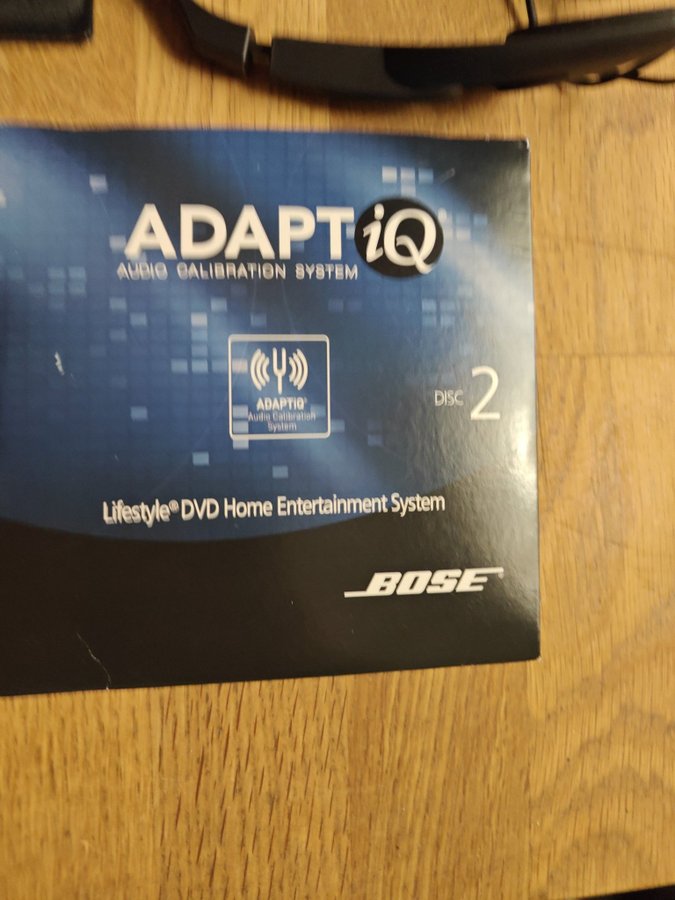 ADAPTiQ
AUDIO CALIBRATION SYSTEM
ADAPTiQ®
Audio Calibration
System
DISC 2
Lifestyle® DVD Home Entertainment System
BOSE®